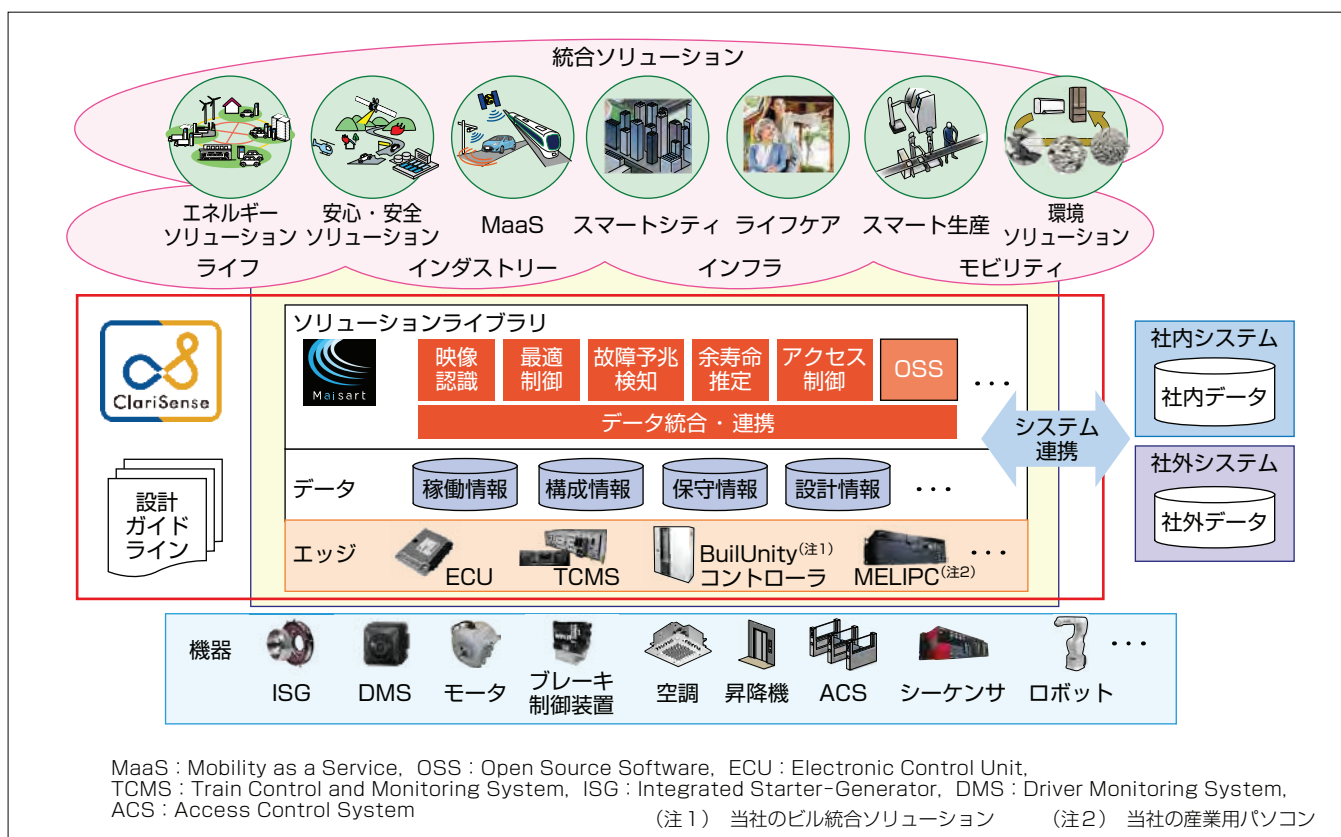 統合ソリューション
エネルギー
ソリューション
安心・安全
ソリューション
MaaS
スマートシティ
ライフケア
スマート生産
環境
ソリューション
ライフ
インダストリー
インフラ
モビリティ
ClariSense
設計
ガイド
ライン
ソリューションライブラリ
Maisart
映像
認識
最適
制御
故障予兆
検知
余寿命
推定
アクセス
制御
OSS
・・・
データ統合・連携
データ
稼働情報
構成情報
保守情報
設計情報
・・・
エッジ
ECU
TCMS
BuilUnity(注1)
コントローラ
MELIPC(注2)
・・・
システム
連携
社内システム
社内データ
社外システム
社外データ
機器
ISG
DMS
モータ
ブレーキ
制御装置
空調
昇降機
ACS
シーケンサ
ロボット
・・・
MaaS:Mobility as a Service, OSS:Open Source Software, ECU:Electronic Control Unit,
TCMS:Train Control and Monitoring System, ISG:Integrated Starter-Generator, DMS:Driver Monitoring System,
ACS:Access Control System
(注1) 当社のビル統合ソリューション (注2) 当社の産業用パソコン